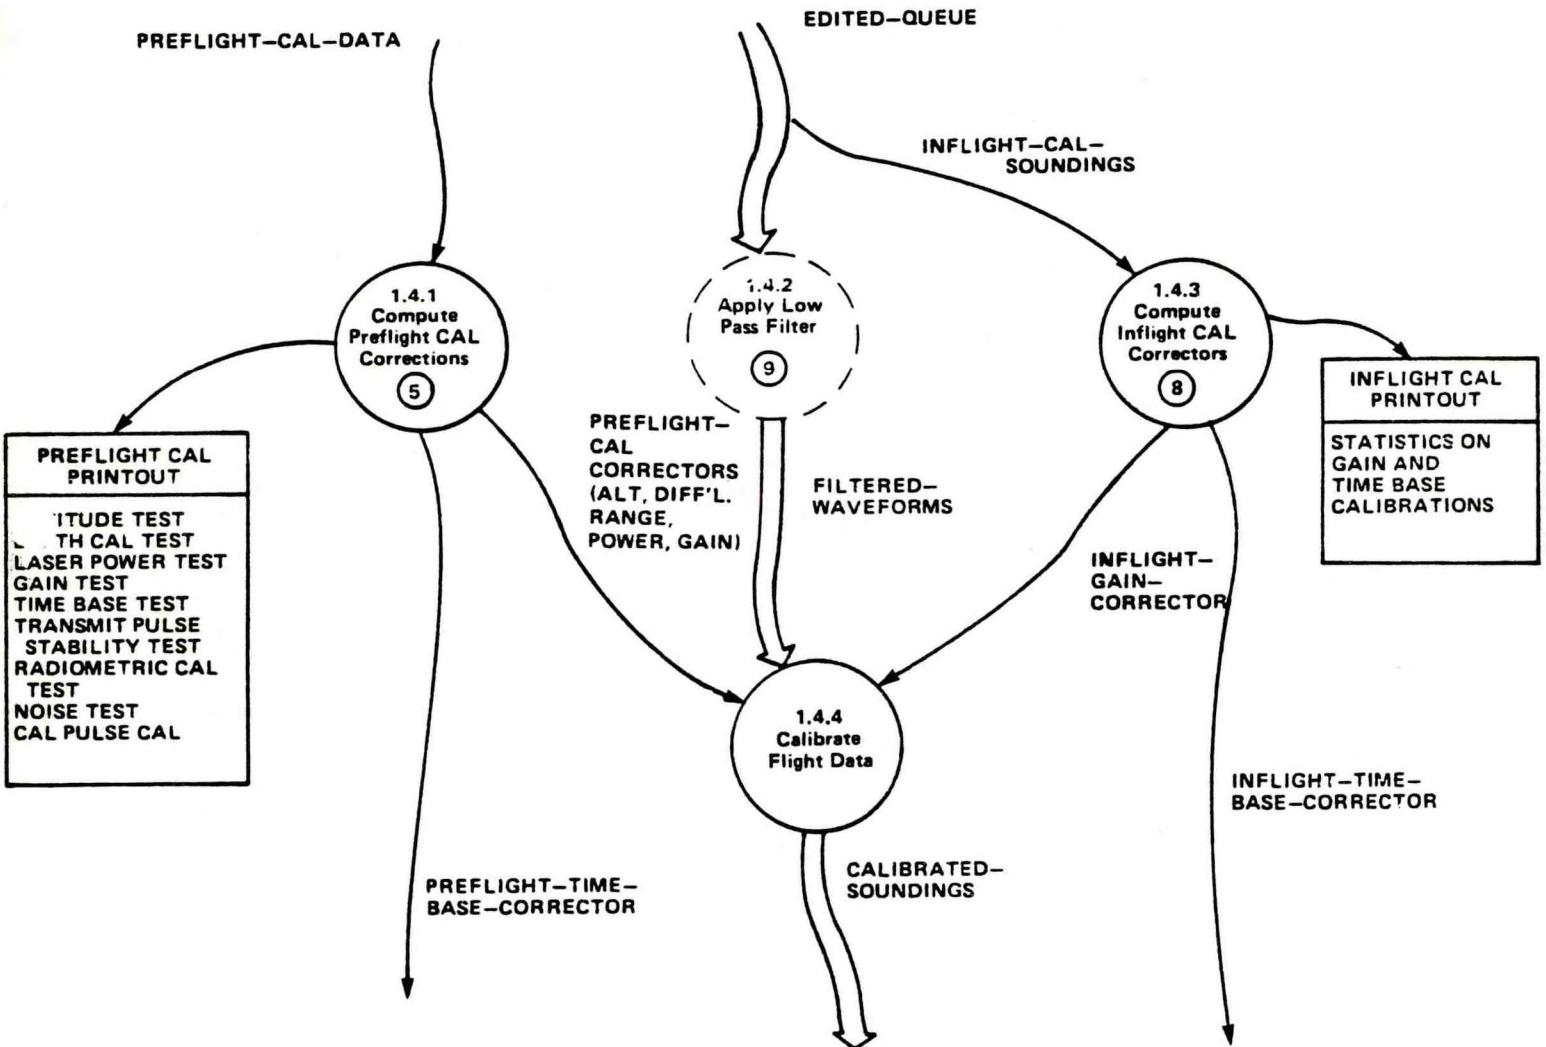 EDITED–QUEUE
PREFLIGHT–CAL–DATA
INFLIGHT–CAL–
SOUNDINGS
1.4.1
Compute
Preflight CAL
Corrections
5
1.4.2
Apply Low
Pass Filter
9
1.4.3
Compute
Inflight CAL
Correctors
8
INFLIGHT CAL
PRINTOUT
STATISTICS ON
GAIN AND
TIME BASE
CALIBRATIONS
PREFLIGHT CAL
PRINTOUT
TEST
CAL TEST
LASER POWER TEST
GAIN TEST
TIME BASE TEST
TRANSMIT PULSE
STABILITY TEST
RADIOMETRIC CAL
TEST
NOISE TEST
CAL PULSE CAL
PREFLIGHT–
CAL
CORRECTORS
(ALT, DIFF'L.
RANGE,
POWER, GAIN)
FILTERED–
WAVEFORMS
INFLIGHT–
GAIN–
CORRECTOR
1.4.4
Calibrate
Flight Data
INFLIGHT–TIME–
BASE–CORRECTOR
PREFLIGHT–TIME–
BASE–CORRECTOR
CALIBRATED–
SOUNDINGS